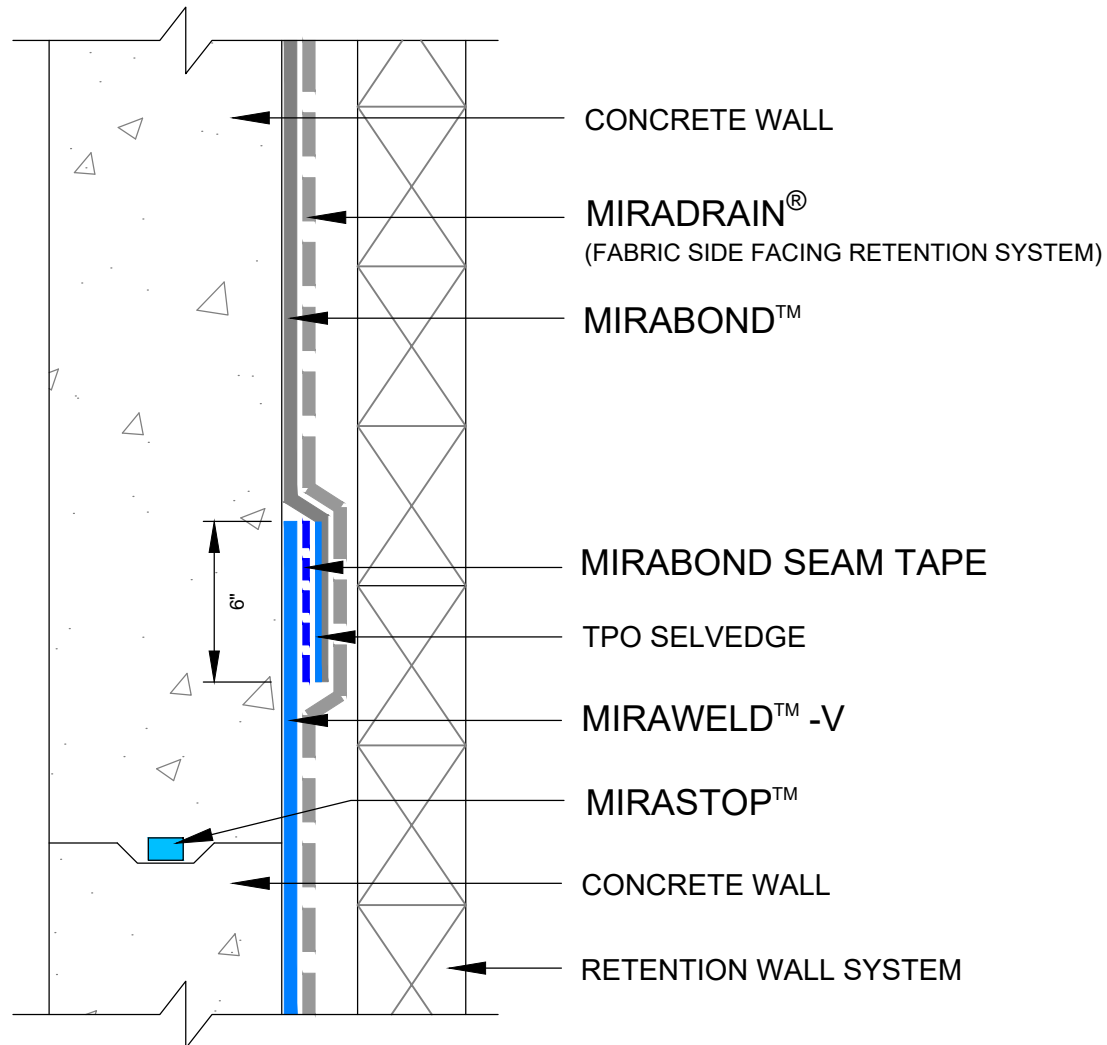 CONCRETE WALL
MIRADRAIN®
(FABRIC SIDE FACING RETENTION SYSTEM)
MIRABOND™
MIRABOND SEAM TAPE
6"
TPO SELVEDGE
MIRAWELD™ -V
MIRASTOP™
CONCRETE WALL
RETENTION WALL SYSTEM